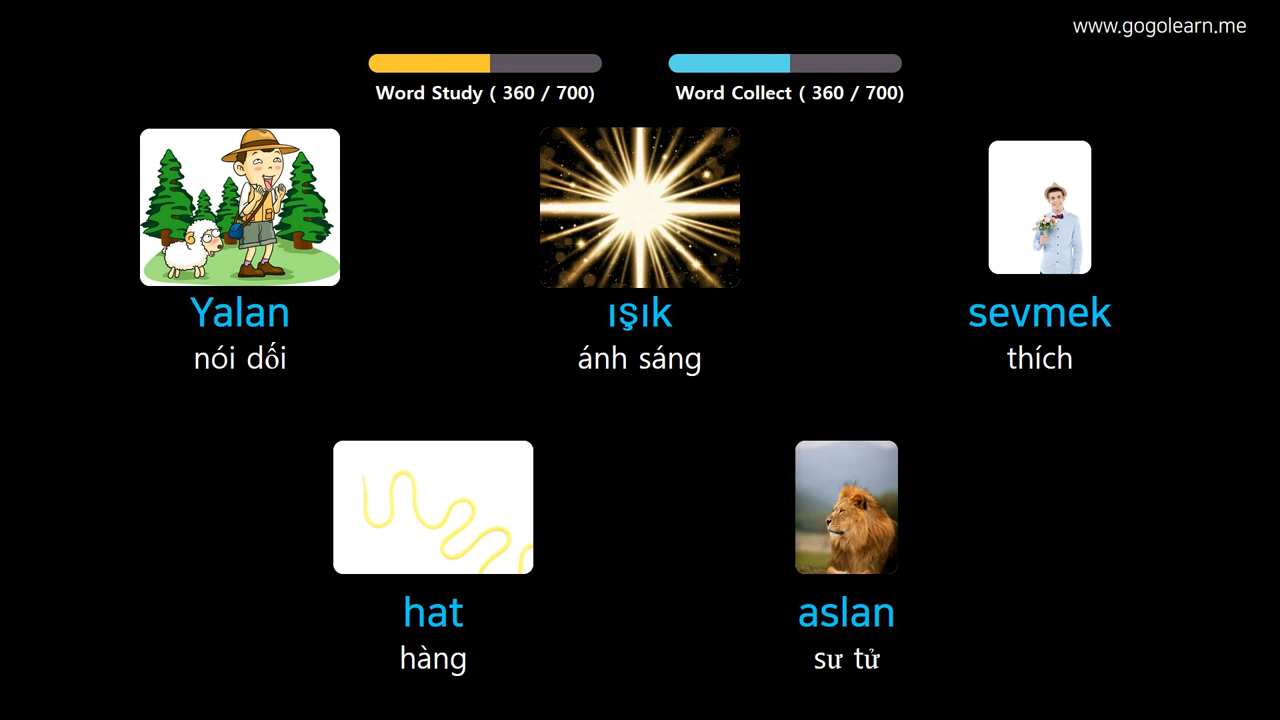 www.gogolearn.me
Word Study ( 360 / 700)
Word Collect ( 360 / 700)
Yalan
nói dối
ışık
ánh sáng
sevmek
thích
hat
hàng
aslan
sư tử